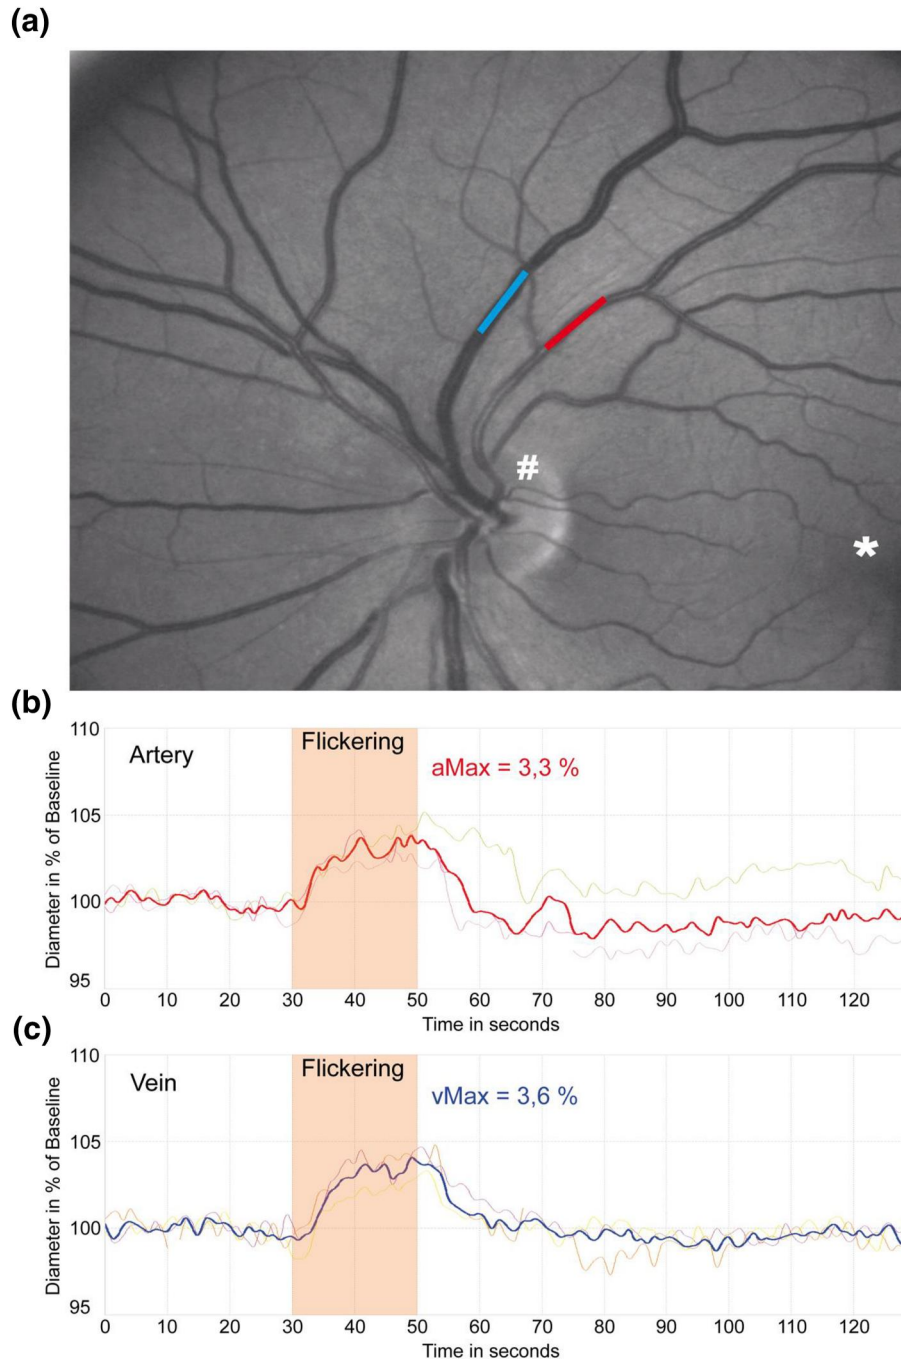 (a)
#
*
(b)
110
105
100
95
Diameter in % of Baseline
Artery
Flickering
aMax = 3,3 %
0 10 20 30 40 50 60 70 80 90 100 110 120
Time in seconds
(c)
110
105
100
95
Diameter in % of Baseline
Vein
Flickering
vMax = 3,6 %
0 10 20 30 40 50 60 70 80 90 100 110 120
Time in seconds